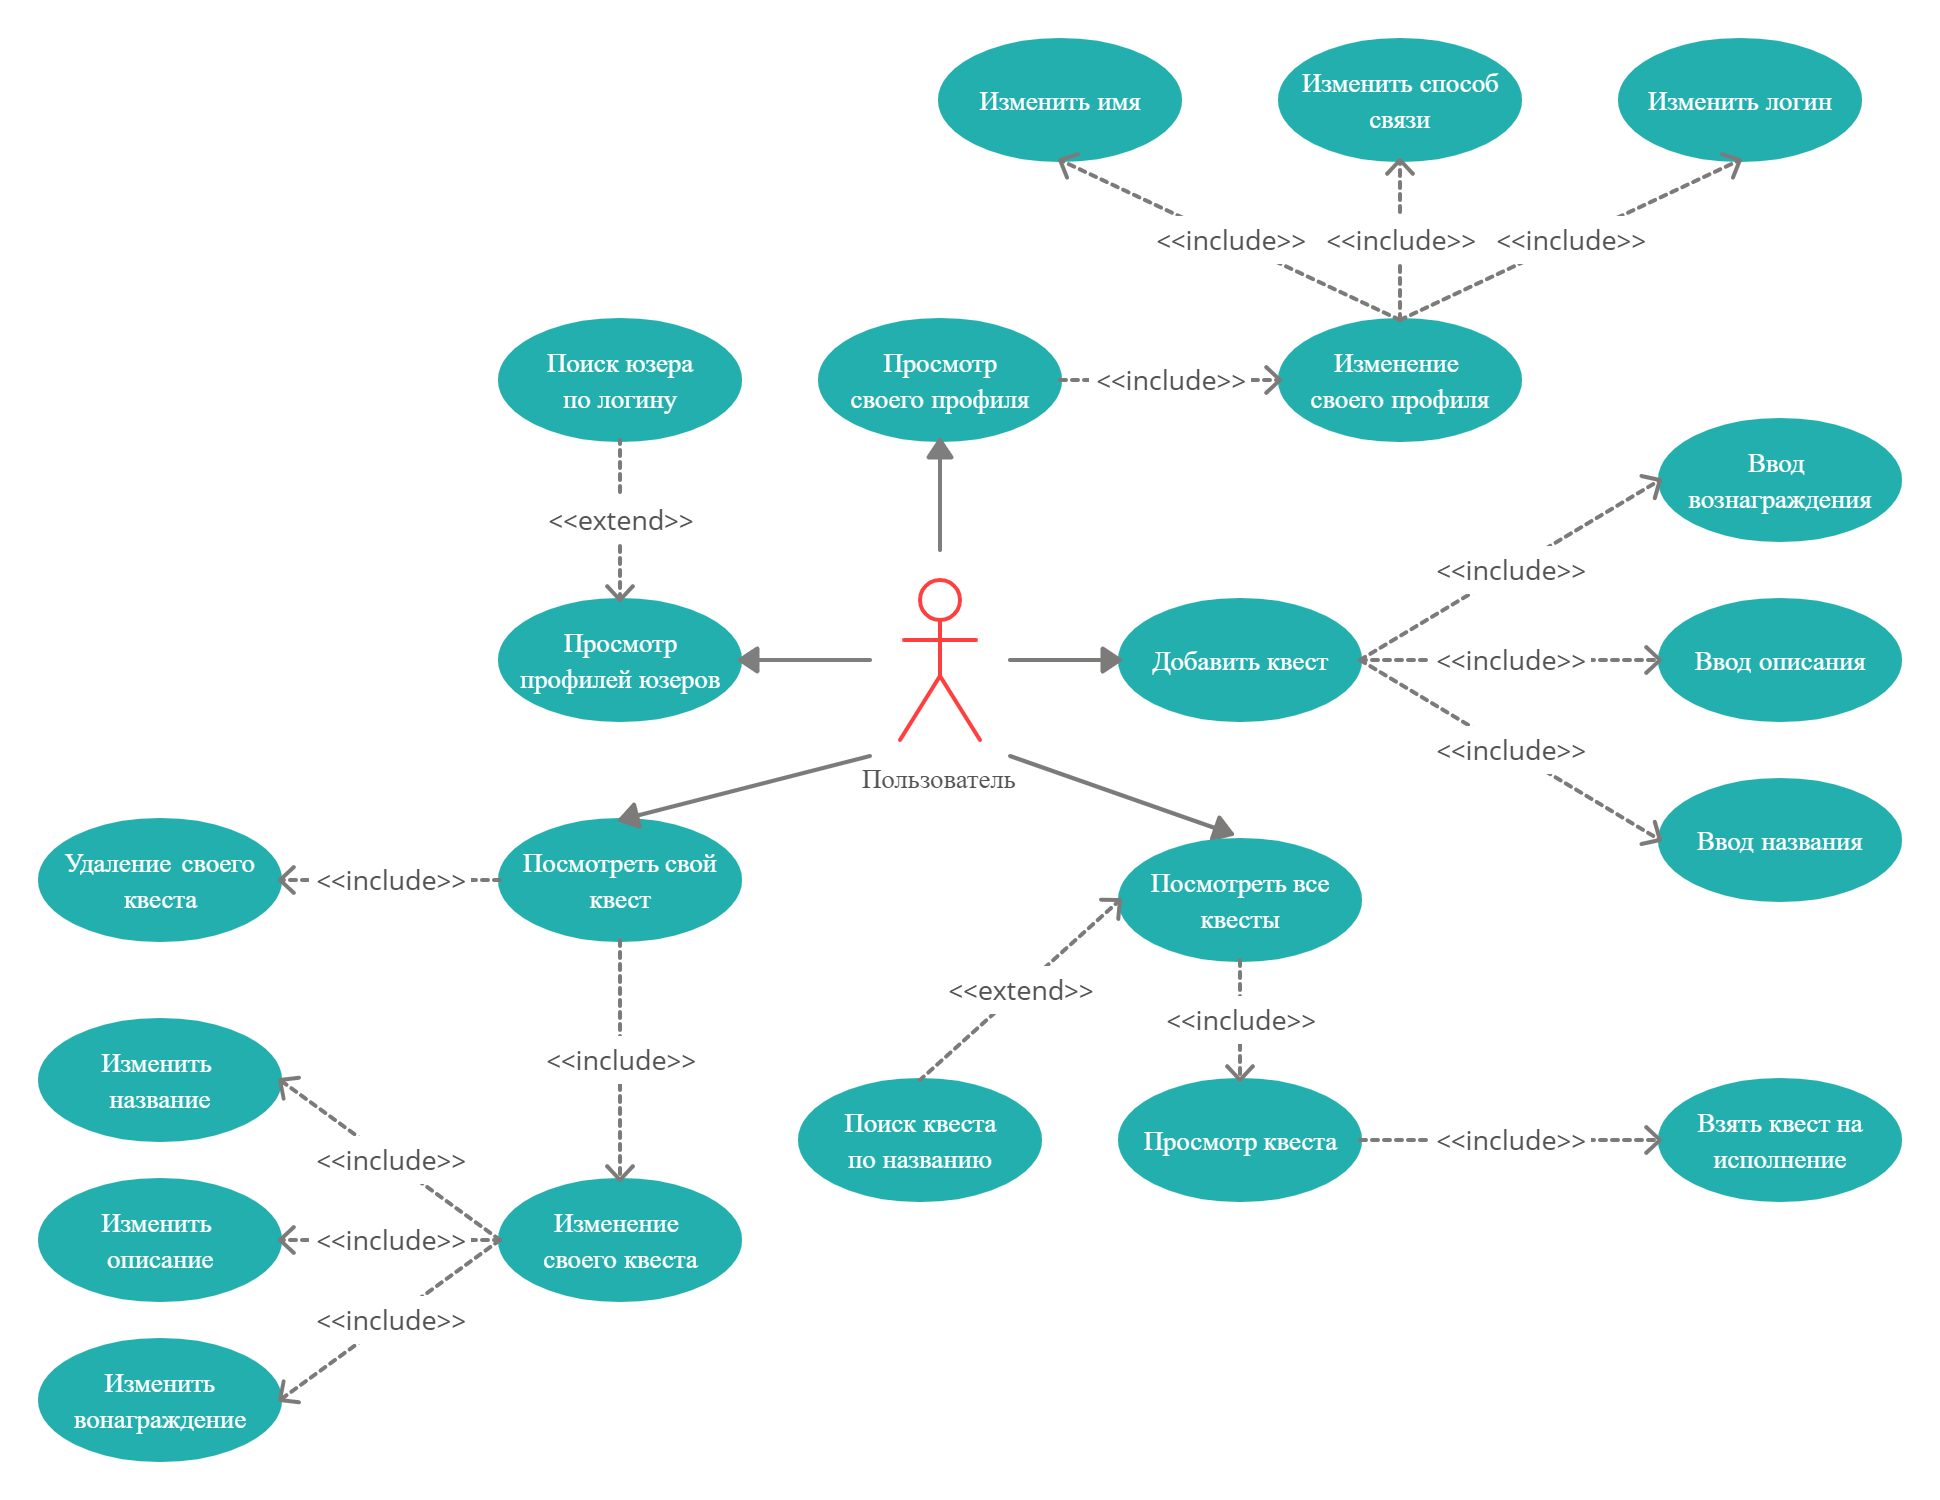 Изменить имя
Изменить способ
связи
Изменить логин
<<include>>
<<include>>
<<include>>
Поиск юзера
по логину
Просмотр
своего профиля
<<include>>
Изменение
своего профиля
Ввод
вознаграждения
<<extend>>
<<include>>
Просмотр
профилей юзеров
Добавить квест
<<include>>
Ввод описания
<<include>>
Пользователь
Ввод названия
Удаление своего
квеста
<<include>>
Посмотреть свой
квест
Посмотреть все
квесты
<<extend>>
<<include>>
<<include>>
Изменить
название
Поиск квеста
по названию
Просмотр квеста
<<include>>
Взять квест на
исполнение
<<include>>
Изменить
описание
<<include>>
Изменение
своего квеста
<<include>>
Изменить
вонаграждение